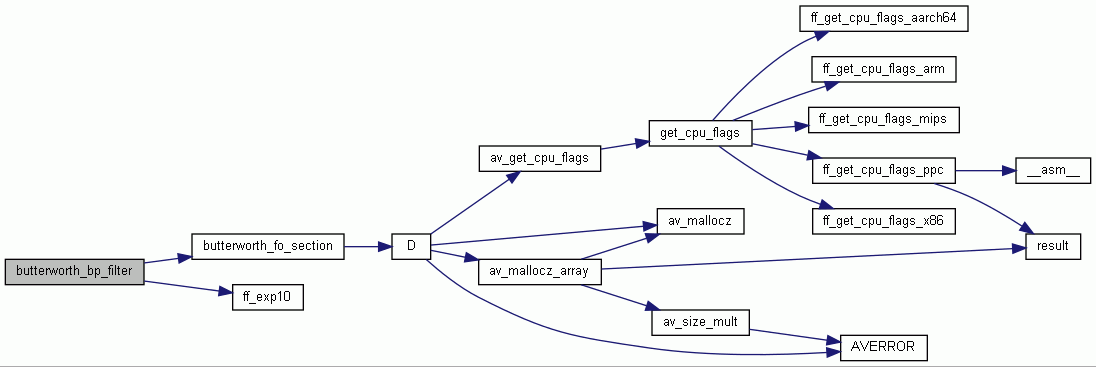 ff_get_cpu_flags_aarch64
ff_get_cpu_flags_arm
ff_get_cpu_flags_mips
get_cpu_flags
av_get_cpu_flags
ff_get_cpu_flags_ppc
__asm__
ff_get_cpu_flags_x86
av_mallocz
butterworth_fo_section
D
result
butterworth_bp_filter
av_mallocz_array
ff_exp10
av_size_mult
AVERROR